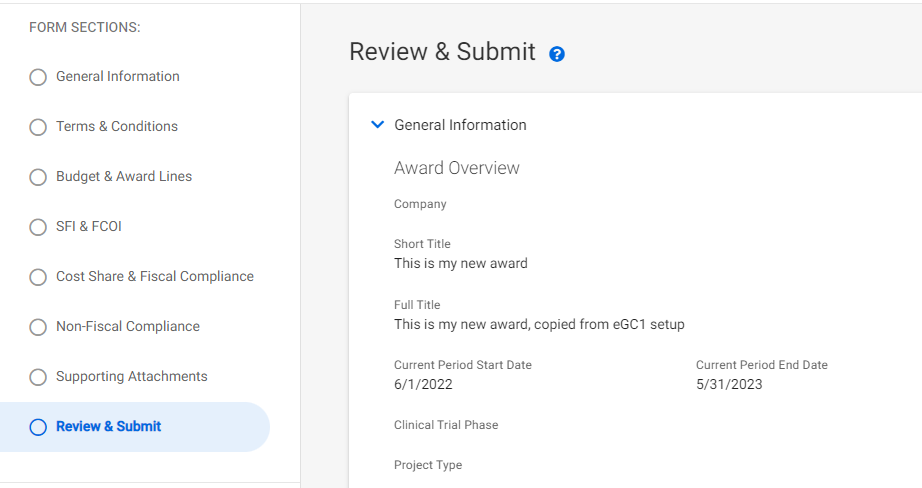 FORM SECTIONS:
General Information
Terms & Conditions
Budget & Award Lines
SFI & FCOI
Cost Share & Fiscal Compliance
Non-Fiscal Compliance
Supporting Attachments
Review & Submit
Review & Submit ?
General Information
Award Overview
Company
Short Title
This is my new award
Full Title
This is my new award, copied from eGC1 setup
Current Period Start Date Current Period End Date
6/1/2022 5/31/2023
Clinical Trial Phase
Project Type